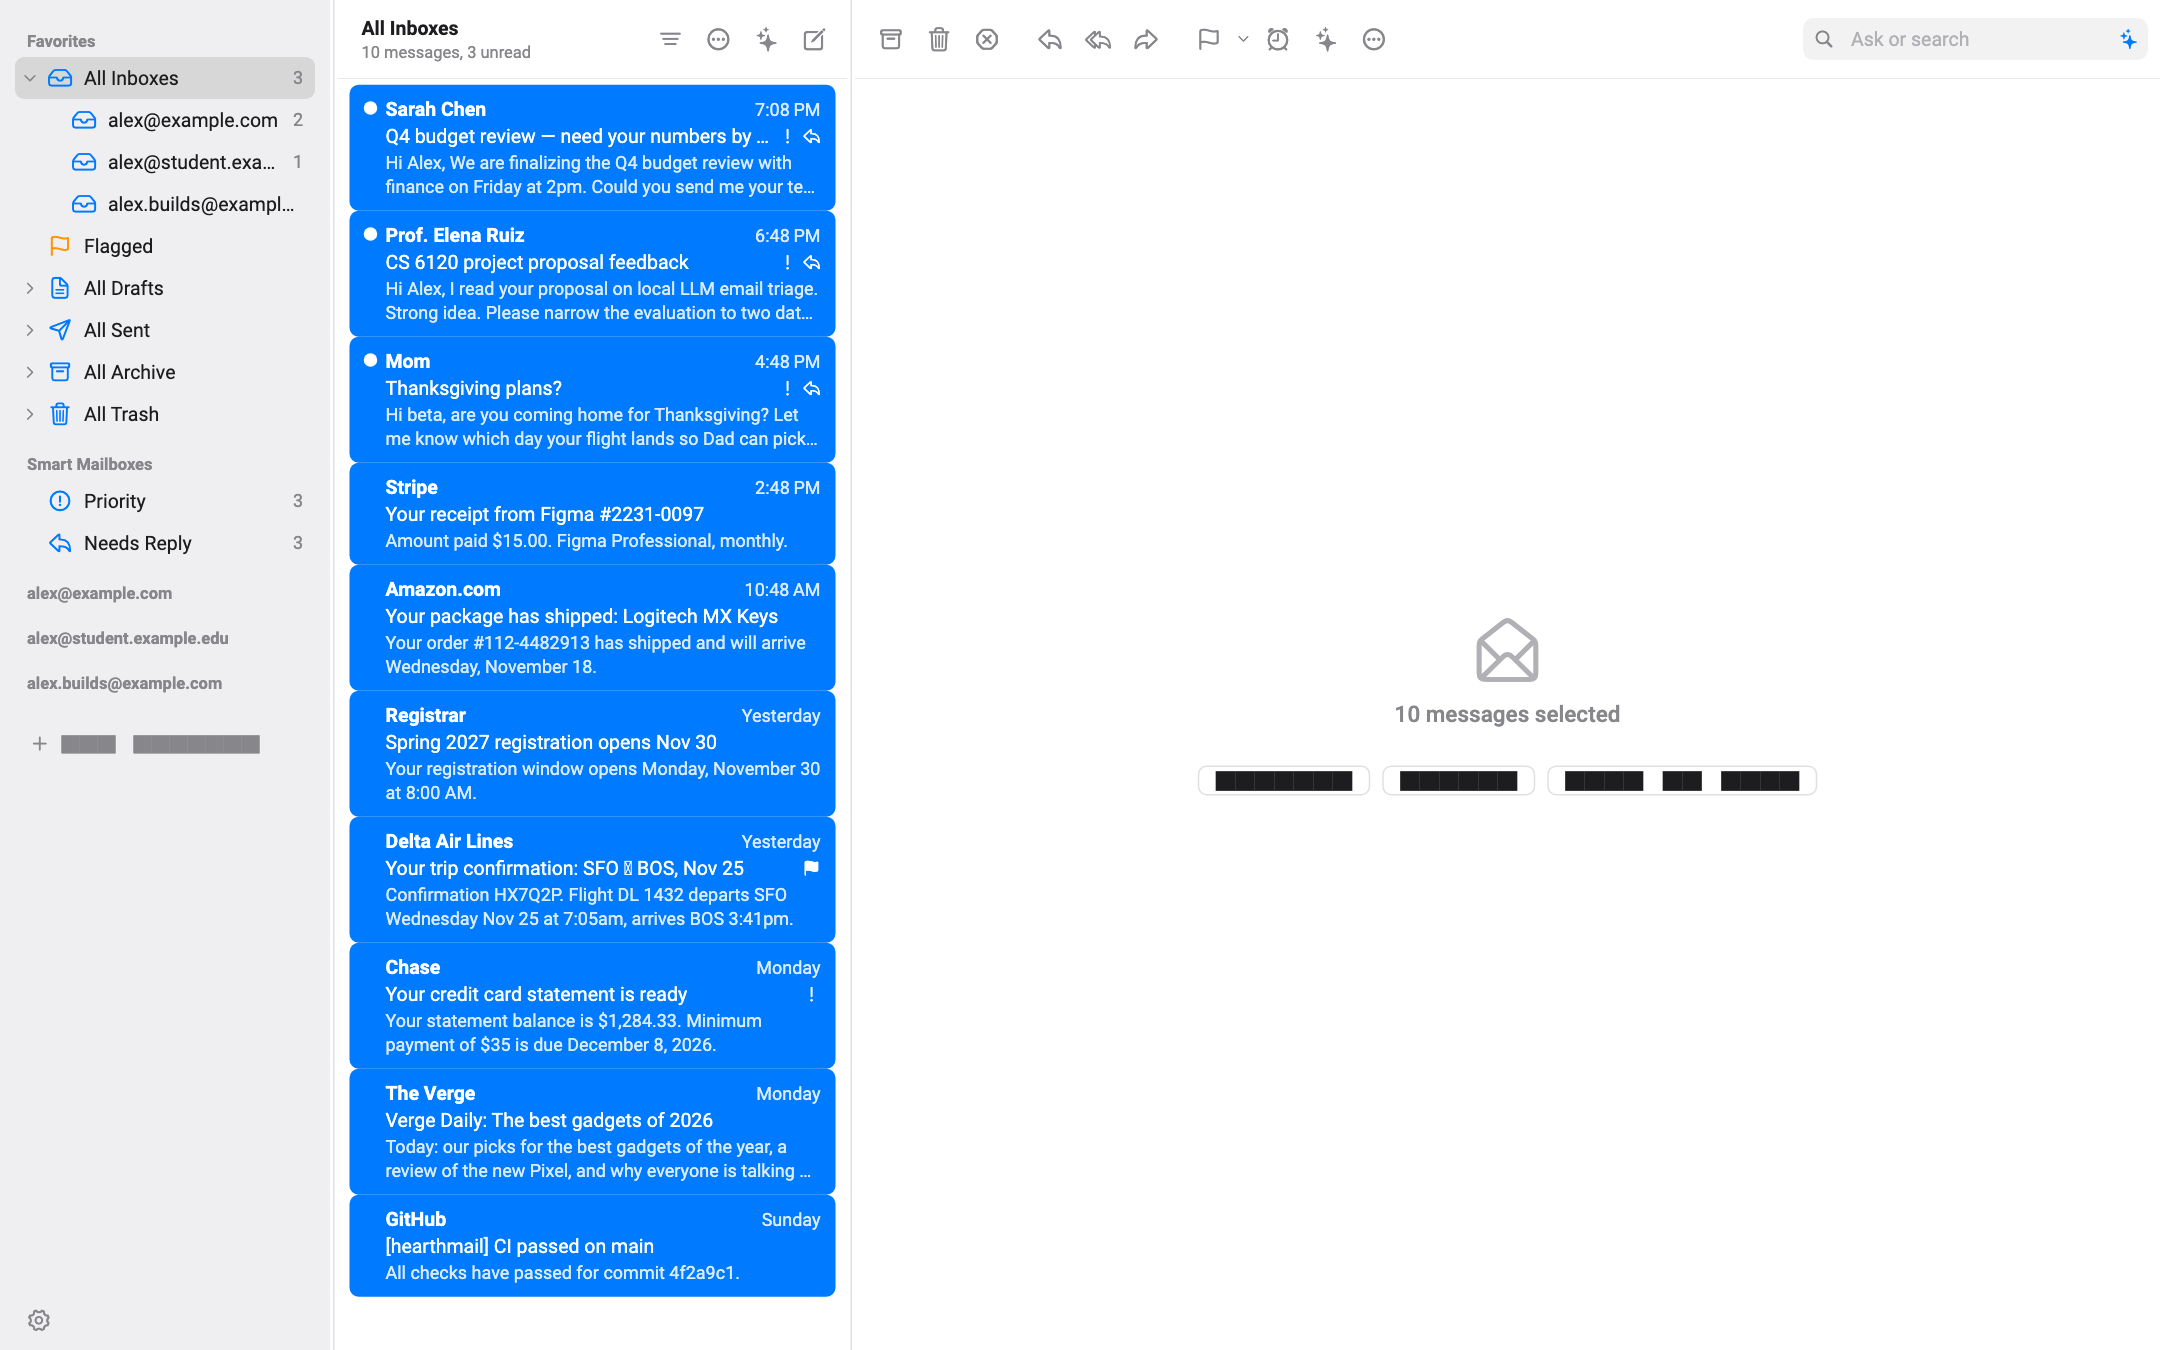 Favorites
All Inboxes 3
alex@example.com 2
alex@student.exa... 1
alex.builds@exampl...
Flagged
All Drafts
All Sent
All Archive
All Trash
Smart Mailboxes
Priority 3
Needs Reply 3
alex@example.com
alex@student.example.edu
alex.builds@example.com
All Inboxes
10 messages, 3 unread
Sarah Chen 7:08 PM
Q4 budget review — need your numbers by ... !
Hi Alex, We are finalizing the Q4 budget review with
finance on Friday at 2pm. Could you send me your te...
Prof. Elena Ruiz 6:48 PM
CS 6120 project proposal feedback !
Hi Alex, I read your proposal on local LLM email triage.
Strong idea. Please narrow the evaluation to two dat...
Mom 4:48 PM
Thanksgiving plans? !
Hi beta, are you coming home for Thanksgiving? Let
me know which day your flight lands so Dad can pick...
Stripe 2:48 PM
Your receipt from Figma #2231-0097
Amount paid $15.00. Figma Professional, monthly.
Amazon.com 10:48 AM
Your package has shipped: Logitech MX Keys
Your order #112-4482913 has shipped and will arrive
Wednesday, November 18.
Registrar Yesterday
Spring 2027 registration opens Nov 30
Your registration window opens Monday, November 30
at 8:00 AM.
Delta Air Lines Yesterday
Your trip confirmation: SFO BOS, Nov 25
Confirmation HX7Q2P. Flight DL 1432 departs SFO
Wednesday Nov 25 at 7:05am, arrives BOS 3:41pm.
Chase Monday
Your credit card statement is ready !
Your statement balance is $1,284.33. Minimum
payment of $35 is due December 8, 2026.
The Verge Monday
Verge Daily: The best gadgets of 2026
Today: our picks for the best gadgets of the year, a
review of the new Pixel, and why everyone is talking ...
GitHub Sunday
[hearthmail] CI passed on main
All checks have passed for commit 4f2a9c1.
Ask or search
10 messages selected